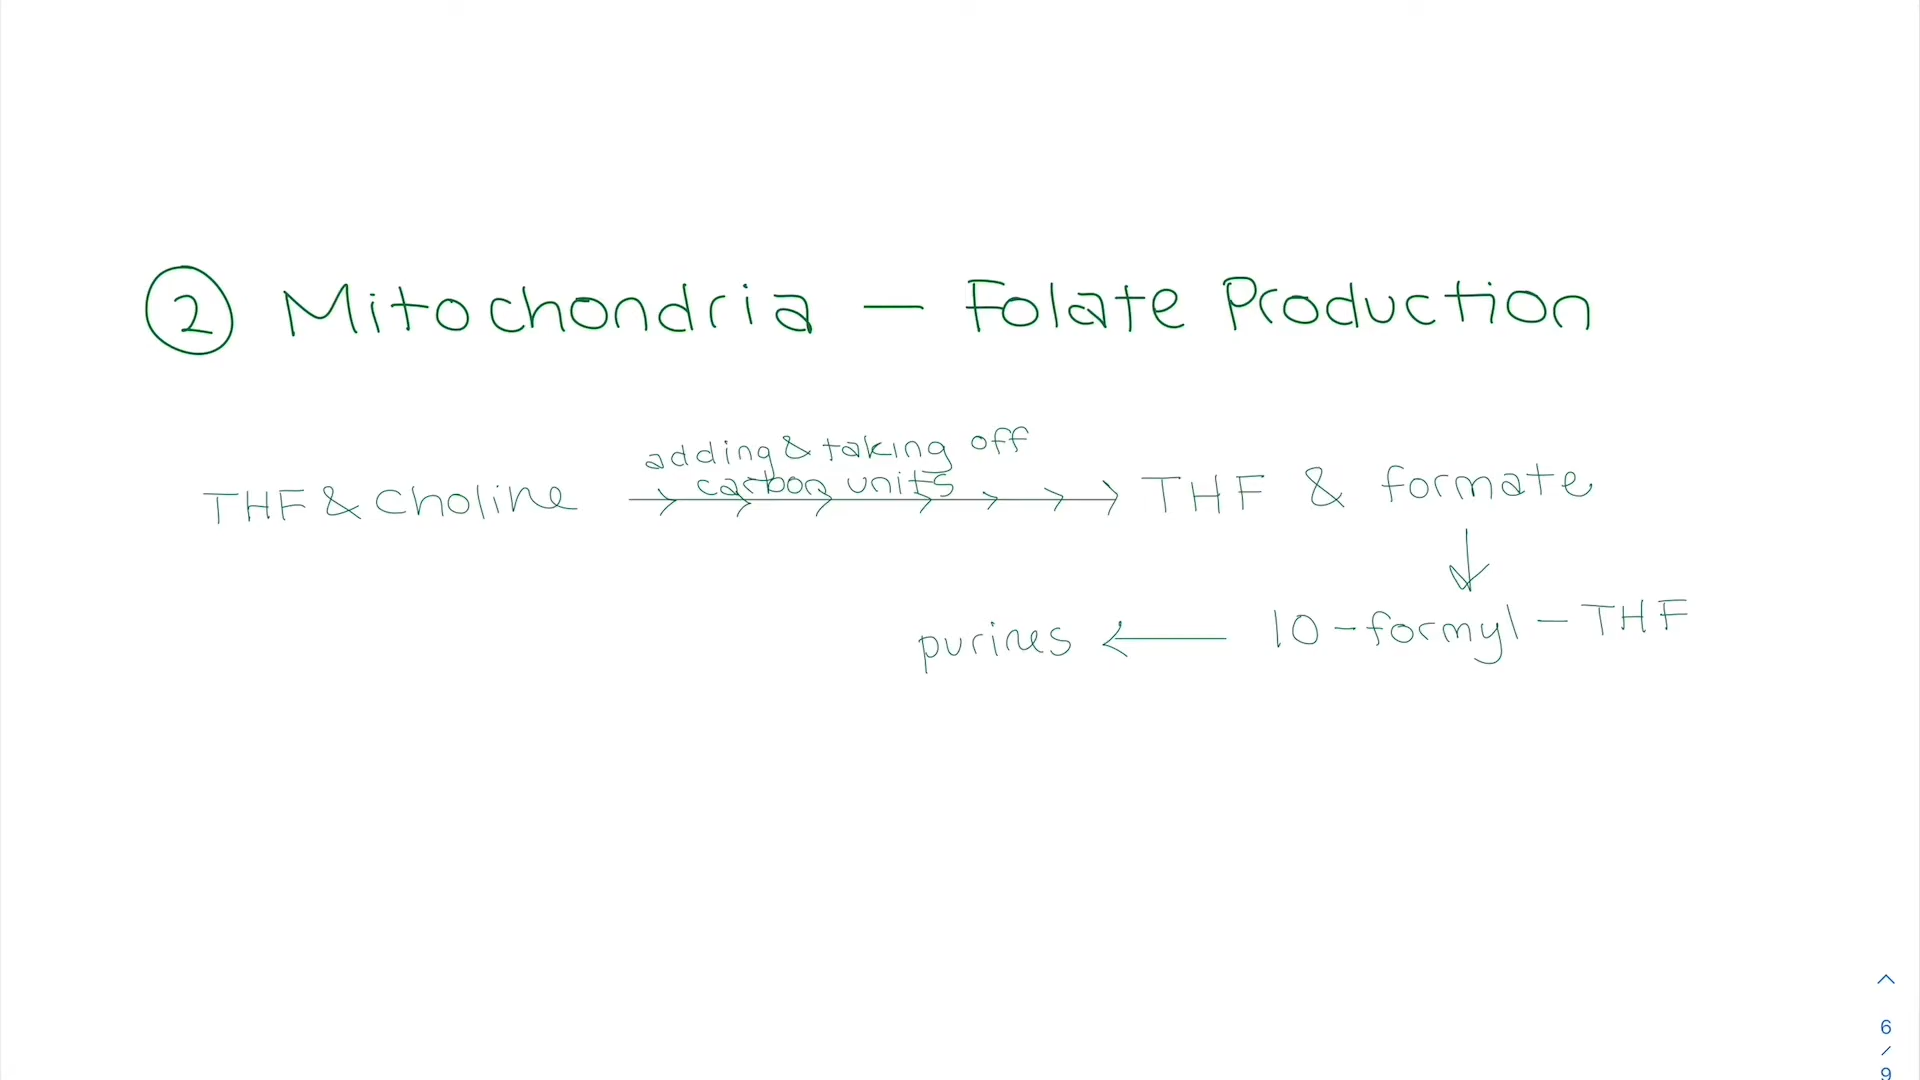 ② Mitochondria - Folate Production
adding & taking off
carbon units
THF & choline → THF & formate
↓
purines ← 10-formyl-THF
6
/
9